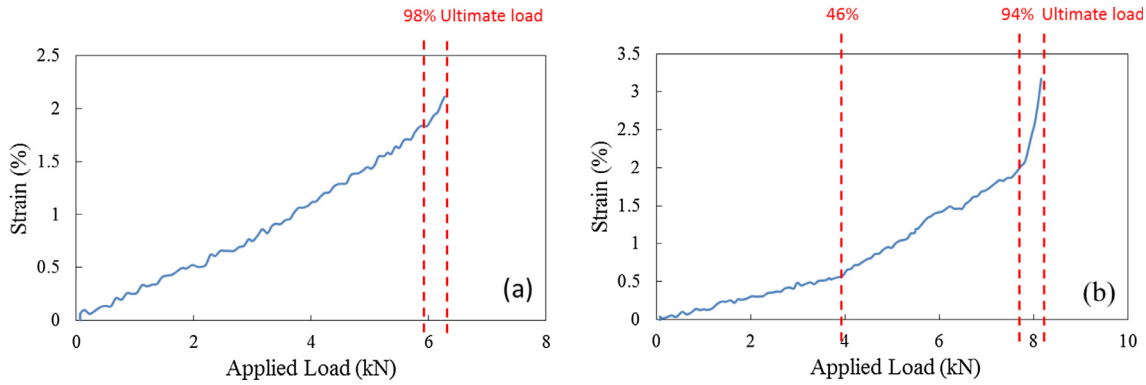 98% Ultimate load
2.5
2
1.5
1
0.5
0
Strain (%)
0 2 4 6 8
Applied Load (kN)
(a)
46% 94% Ultimate load
3.5
3
2.5
2
1.5
1
0.5
0
Strain (%)
0 2 4 6 8 10
Applied Load (kN)
(b)